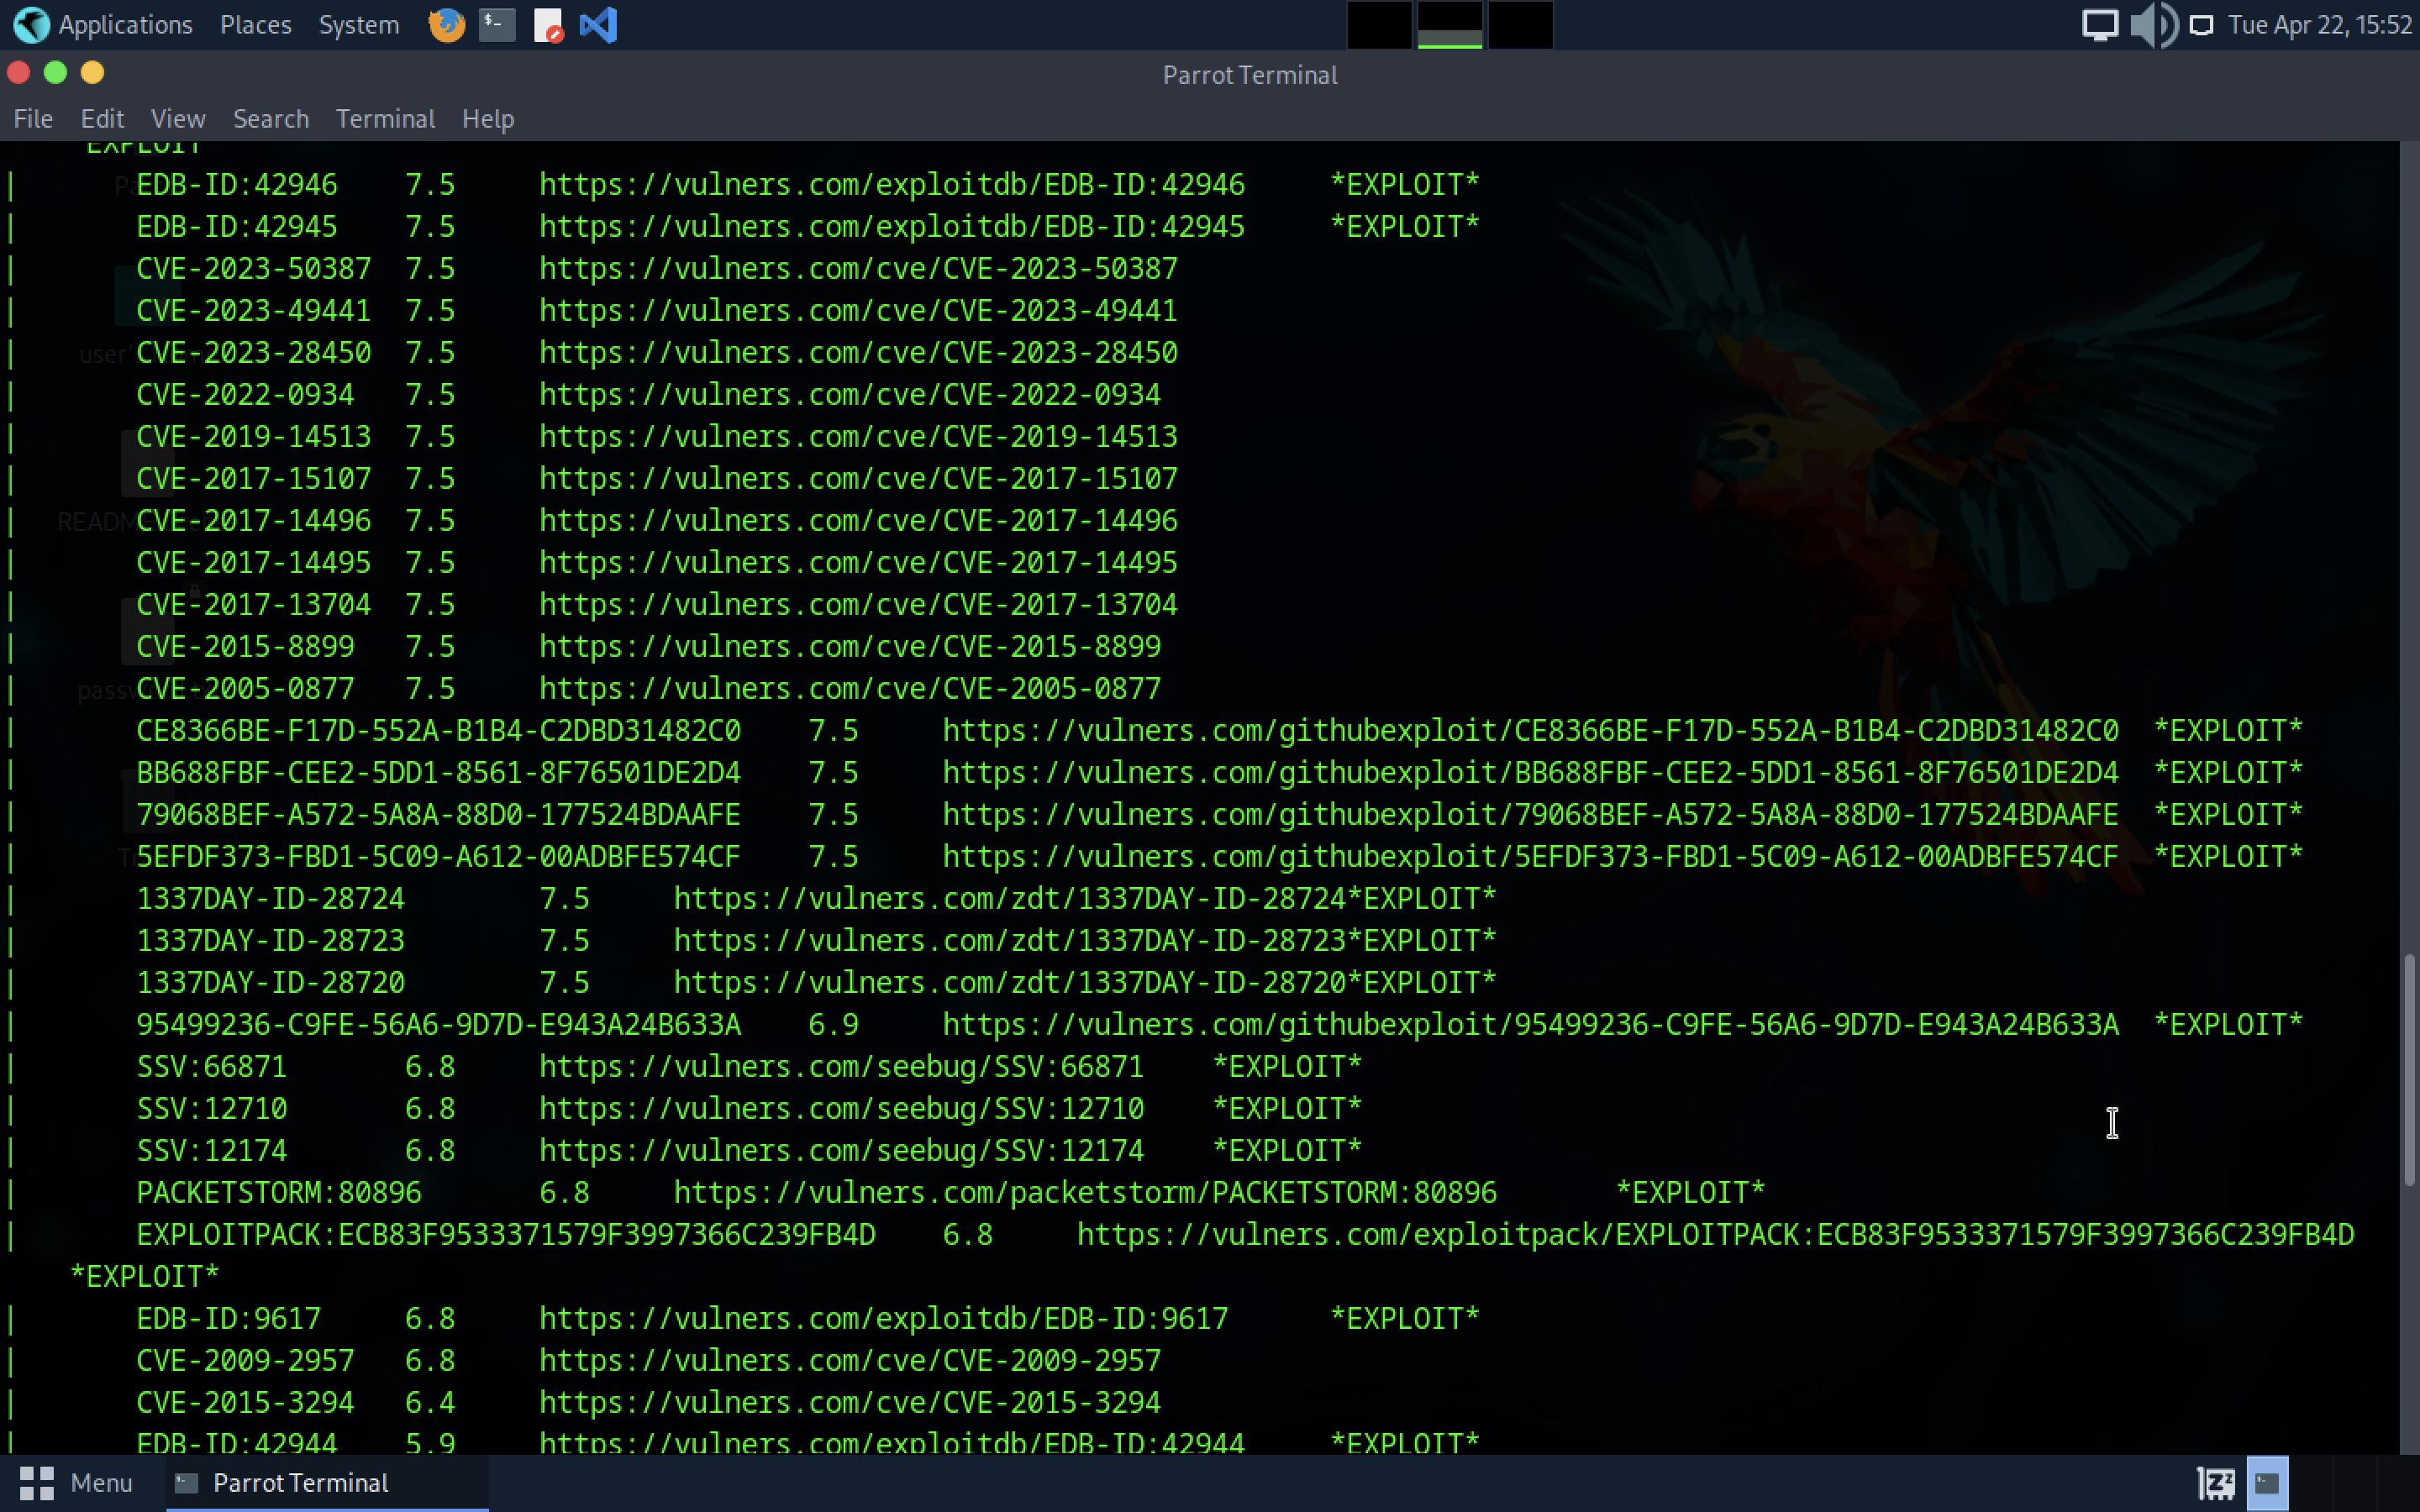 Applications Places System Tue Apr 22, 15:52
Parrot Terminal
File Edit View Search Terminal Help
EXPLOIT
| EDB-ID:42946 7.5 https://vulners.com/exploitdb/EDB-ID:42946 *EXPLOIT*
| EDB-ID:42945 7.5 https://vulners.com/exploitdb/EDB-ID:42945 *EXPLOIT*
| CVE-2023-50387 7.5 https://vulners.com/cve/CVE-2023-50387
| CVE-2023-49441 7.5 https://vulners.com/cve/CVE-2023-49441
| CVE-2023-28450 7.5 https://vulners.com/cve/CVE-2023-28450
| CVE-2022-0934 7.5 https://vulners.com/cve/CVE-2022-0934
| CVE-2019-14513 7.5 https://vulners.com/cve/CVE-2019-14513
| CVE-2017-15107 7.5 https://vulners.com/cve/CVE-2017-15107
| CVE-2017-14496 7.5 https://vulners.com/cve/CVE-2017-14496
| CVE-2017-14495 7.5 https://vulners.com/cve/CVE-2017-14495
| CVE-2017-13704 7.5 https://vulners.com/cve/CVE-2017-13704
| CVE-2015-8899 7.5 https://vulners.com/cve/CVE-2015-8899
| CVE-2005-0877 7.5 https://vulners.com/cve/CVE-2005-0877
| CE8366BE-F17D-552A-B1B4-C2DBD31482C0 7.5 https://vulners.com/githubexploit/CE8366BE-F17D-552A-B1B4-C2DBD31482C0 *EXPLOIT*
| BB688FBF-CEE2-5DD1-8561-8F76501DE2D4 7.5 https://vulners.com/githubexploit/BB688FBF-CEE2-5DD1-8561-8F76501DE2D4 *EXPLOIT*
| 79068BEF-A572-5A8A-88D0-177524BDAAFE 7.5 https://vulners.com/githubexploit/79068BEF-A572-5A8A-88D0-177524BDAAFE *EXPLOIT*
| 5EFDF373-FBD1-5C09-A612-00ADBFE574CF 7.5 https://vulners.com/githubexploit/5EFDF373-FBD1-5C09-A612-00ADBFE574CF *EXPLOIT*
| 1337DAY-ID-28724 7.5 https://vulners.com/zdt/1337DAY-ID-28724*EXPLOIT*
| 1337DAY-ID-28723 7.5 https://vulners.com/zdt/1337DAY-ID-28723*EXPLOIT*
| 1337DAY-ID-28720 7.5 https://vulners.com/zdt/1337DAY-ID-28720*EXPLOIT*
| 95499236-C9FE-56A6-9D7D-E943A24B633A 6.9 https://vulners.com/githubexploit/95499236-C9FE-56A6-9D7D-E943A24B633A *EXPLOIT*
| SSV:66871 6.8 https://vulners.com/seebug/SSV:66871 *EXPLOIT*
| SSV:12710 6.8 https://vulners.com/seebug/SSV:12710 *EXPLOIT*
| SSV:12174 6.8 https://vulners.com/seebug/SSV:12174 *EXPLOIT*
| PACKETSTORM:80896 6.8 https://vulners.com/packetstorm/PACKETSTORM:80896 *EXPLOIT*
| EXPLOITPACK:ECB83F9533371579F3997366C239FB4D 6.8 https://vulners.com/exploitpack/EXPLOITPACK:ECB83F9533371579F3997366C239FB4D
*EXPLOIT*
| EDB-ID:9617 6.8 https://vulners.com/exploitdb/EDB-ID:9617 *EXPLOIT*
| CVE-2009-2957 6.8 https://vulners.com/cve/CVE-2009-2957
| CVE-2015-3294 6.4 https://vulners.com/cve/CVE-2015-3294
| EDB-ID:42944 5.9 https://vulners.com/exploitdb/EDB-ID:42944 *EXPLOIT*
Menu Parrot Terminal